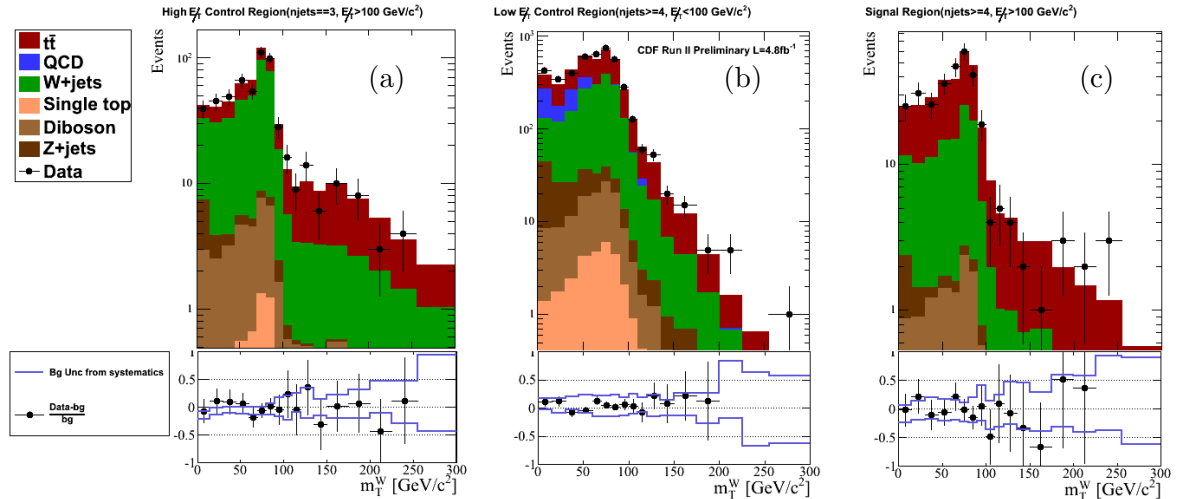 High E̸T Control Region(njets==3, E̸T>100 GeV/c²)
Low E̸T Control Region(njets>=4, E̸T<100 GeV/c²)
Signal Region(njets>=4, E̸T>100 GeV/c²)
tt̄
QCD
W+jets
Single top
Diboson
Z+jets
Data
Events
10²
10
1
(a)
Events
10³
10²
10
1
CDF Run II Preliminary L=4.8fb⁻¹
(b)
Events
10
1
(c)
Bg Unc from systematics
Data-bg
bg
0.5
0
-0.5
-1
0 50 100 150 200 250 300
m_T^W [GeV/c²]
0.5
0
-0.5
-1
0 50 100 150 200 250 300
m_T^W [GeV/c²]
0.5
0
-0.5
-1
0 50 100 150 200 250 300
m_T^W [GeV/c²]